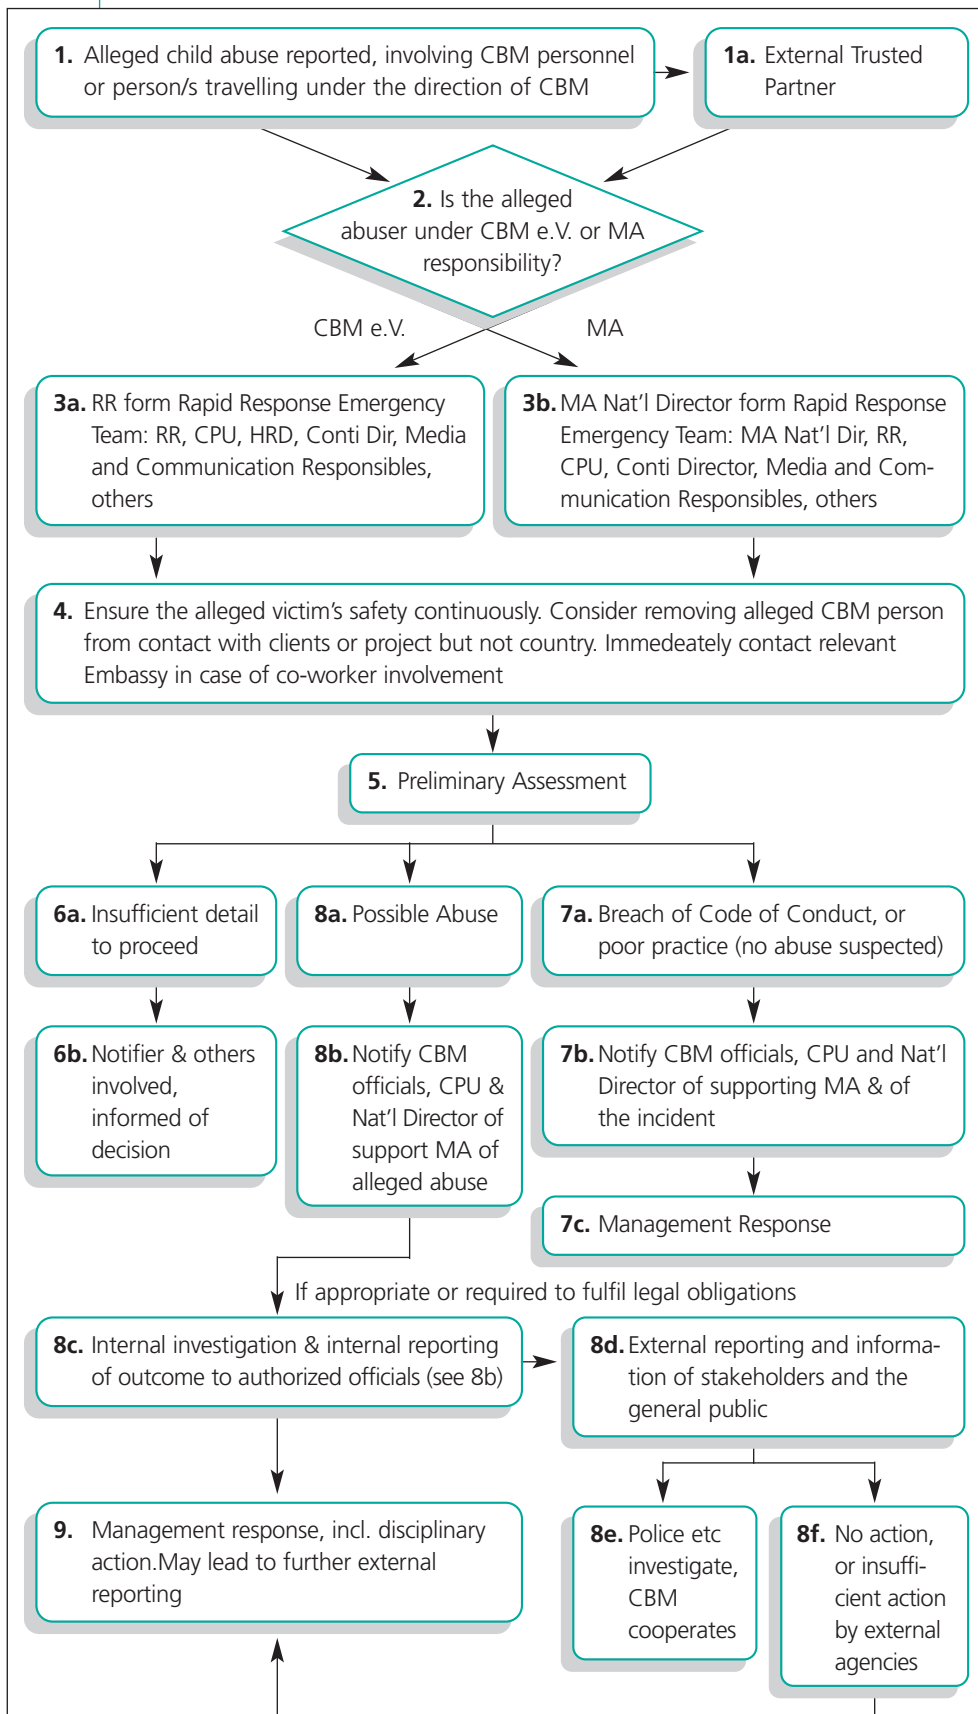 1. Alleged child abuse reported, involving CBM personnel
or person/s travelling under the direction of CBM
1a. External Trusted
Partner
2. Is the alleged
abuser under CBM e.V. or MA
responsibility?
CBM e.V.
MA
3a. RR form Rapid Response Emergency
Team: RR, CPU, HRD, Conti Dir, Media
and Communication Responsibles,
others
3b. MA Nat'l Director form Rapid Response
Emergency Team: MA Nat'l Dir, RR,
CPU, Conti Director, Media and Com-
munication Responsibles, others
4. Ensure the alleged victim's safety continuously. Consider removing alleged CBM person
from contact with clients or project but not country. Immedeately contact relevant
Embassy in case of co-worker involvement
5. Preliminary Assessment
6a. Insufficient detail
to proceed
8a. Possible Abuse
7a. Breach of Code of Conduct, or
poor practice (no abuse suspected)
6b. Notifier & others
involved,
informed of
decision
8b. Notify CBM
officials, CPU &
Nat'l Director of
support MA of
alleged abuse
7b. Notify CBM officials, CPU and Nat'l
Director of supporting MA & of
the incident
7c. Management Response
If appropriate or required to fulfil legal obligations
8c. Internal investigation & internal reporting
of outcome to authorized officials (see 8b)
8d. External reporting and informa-
tion of stakeholders and the
general public
9. Management response, incl. disciplinary
action.May lead to further external
reporting
8e. Police etc
investigate,
CBM
cooperates
8f. No action,
or insuffi-
cient action
by external
agencies